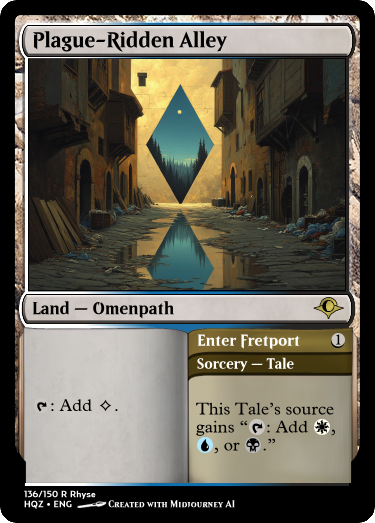 Plague-Ridden Alley
Land — Omenpath
Enter Fretport 1
Sorcery — Tale
: Add .
This Tale's source
gains “: Add ,
, or .”
136/150 R Rhyse
HQZ • ENG Created with Midjourney AI